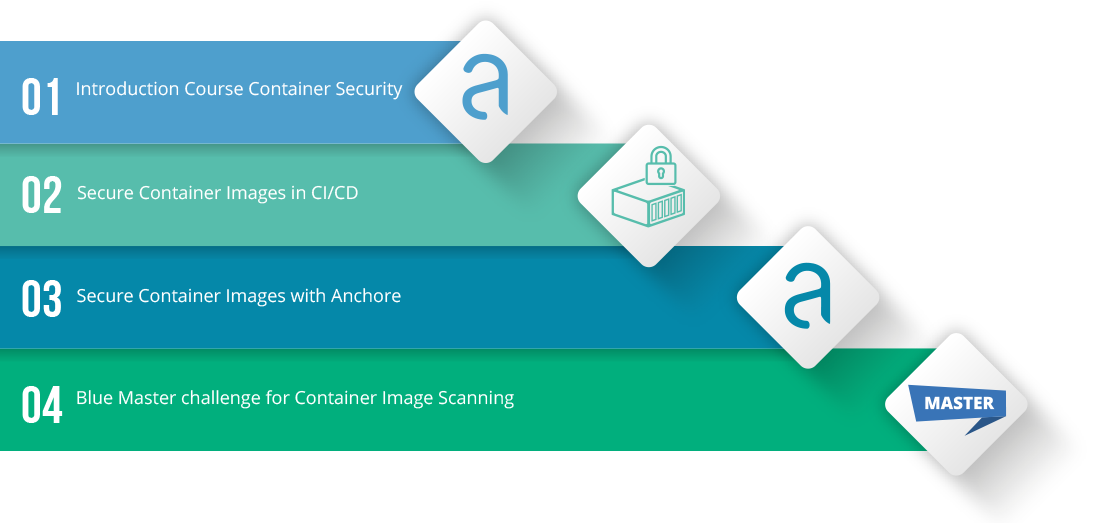 01 Introduction Course Container Security
a
02 Secure Container Images in CI/CD
03 Secure Container Images with Anchore
a
04 Blue Master challenge for Container Image Scanning
MASTER